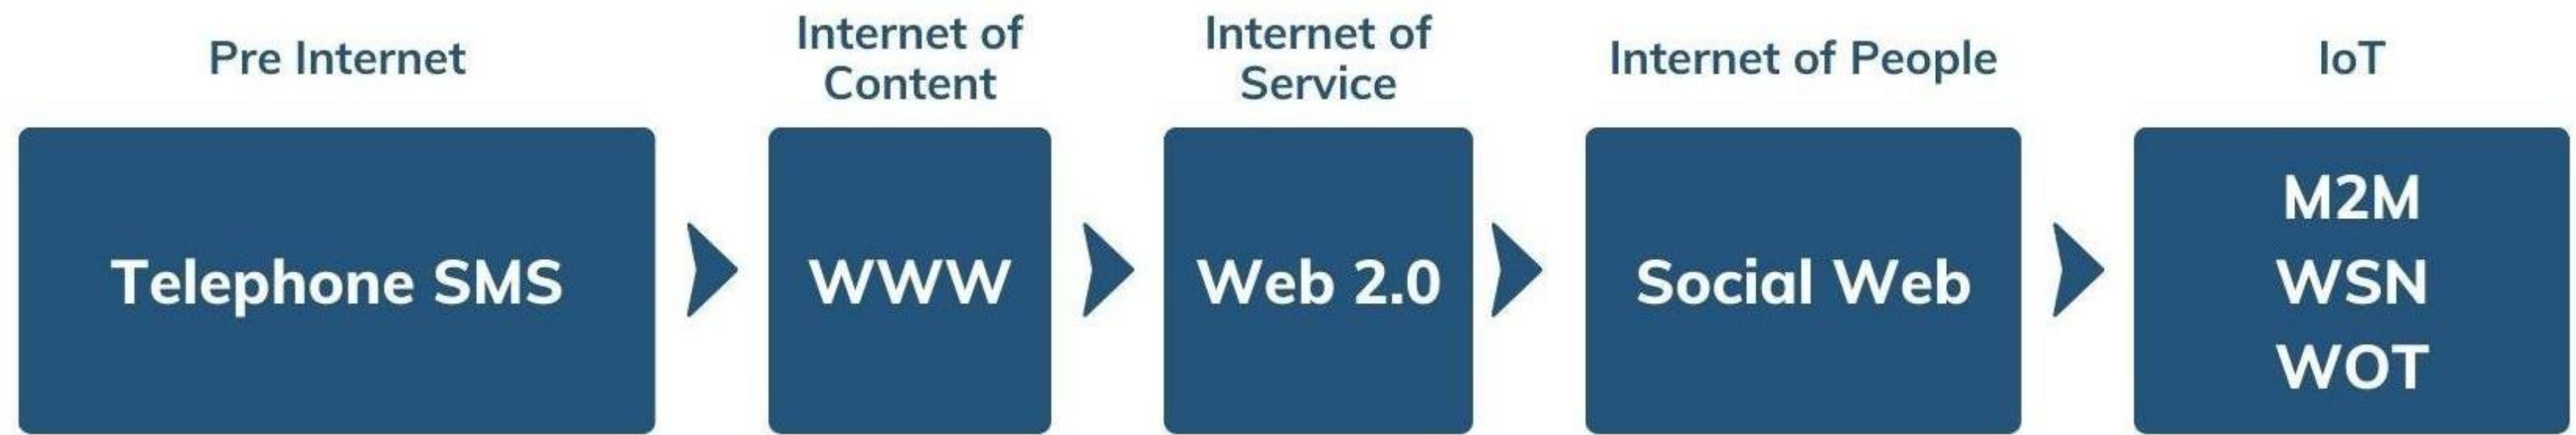 Pre Internet
Internet of
Content
Internet of
Service
Internet of People
IoT
Telephone SMS
WWW
Web 2.0
Social Web
M2M
WSN
WOT